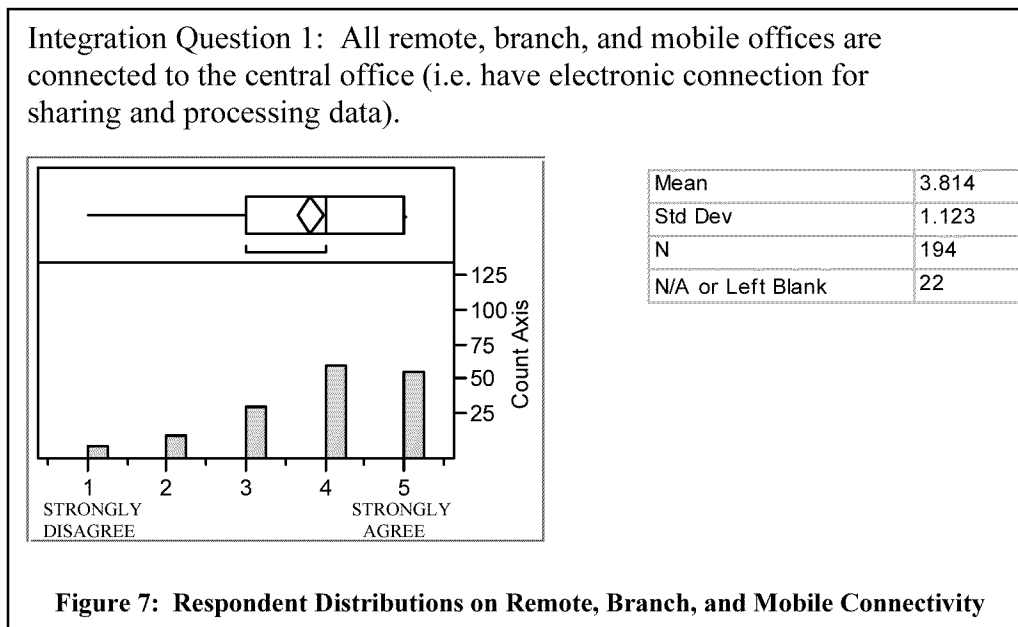 Integration Question 1:  All remote, branch, and mobile offices are
connected to the central office (i.e. have electronic connection for
sharing and processing data).
125
100
75
50
25
Count Axis
1 2 3 4 5
STRONGLY DISAGREE
STRONGLY AGREE
Mean 3.814
Std Dev 1.123
N 194
N/A or Left Blank 22
Figure 7:  Respondent Distributions on Remote, Branch, and Mobile Connectivity